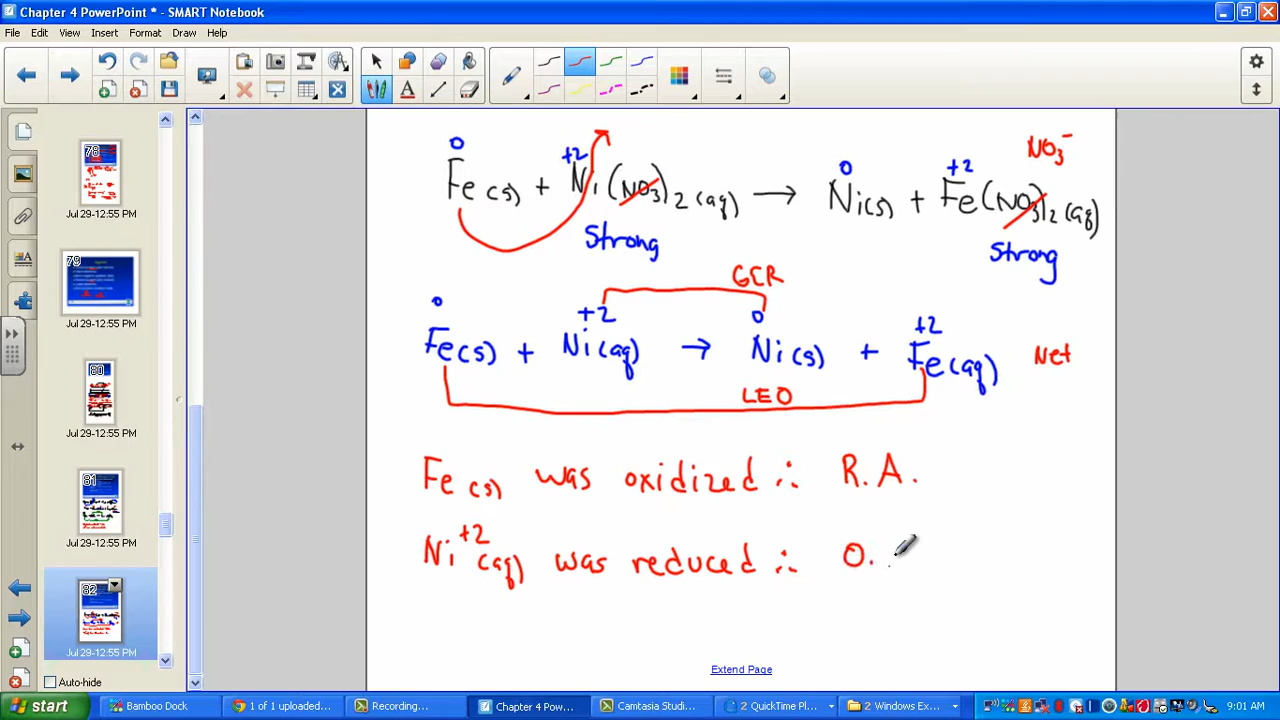 Chapter 4 PowerPoint * - SMART Notebook
File Edit View Insert Format Draw Help
78
Jul 29-12:55 PM
79
Jul 29-12:55 PM
80
Jul 29-12:55 PM
81
Jul 29-12:55 PM
82
Jul 29-12:55 PM
Auto-hide
0 +2 0 +2 NO3-
Fe (s) + Ni (NO3)2 (aq) → Ni(s) + Fe(NO3)2 (aq)
Strong Strong
GER
0 +2 0 +2
Fe(s) + Ni(aq) → Ni(s) + Fe(aq) Net
LEO
Fe (s) was oxidized ∴ R.A.
Ni+2 (aq) was reduced ∴ O.
Extend Page
start Bamboo Dock 1 of 1 uploaded... Recording... Chapter 4 Pow... Camtasia Studi... 2 QuickTime Pl... 2 Windows Ex... 9:01 AM